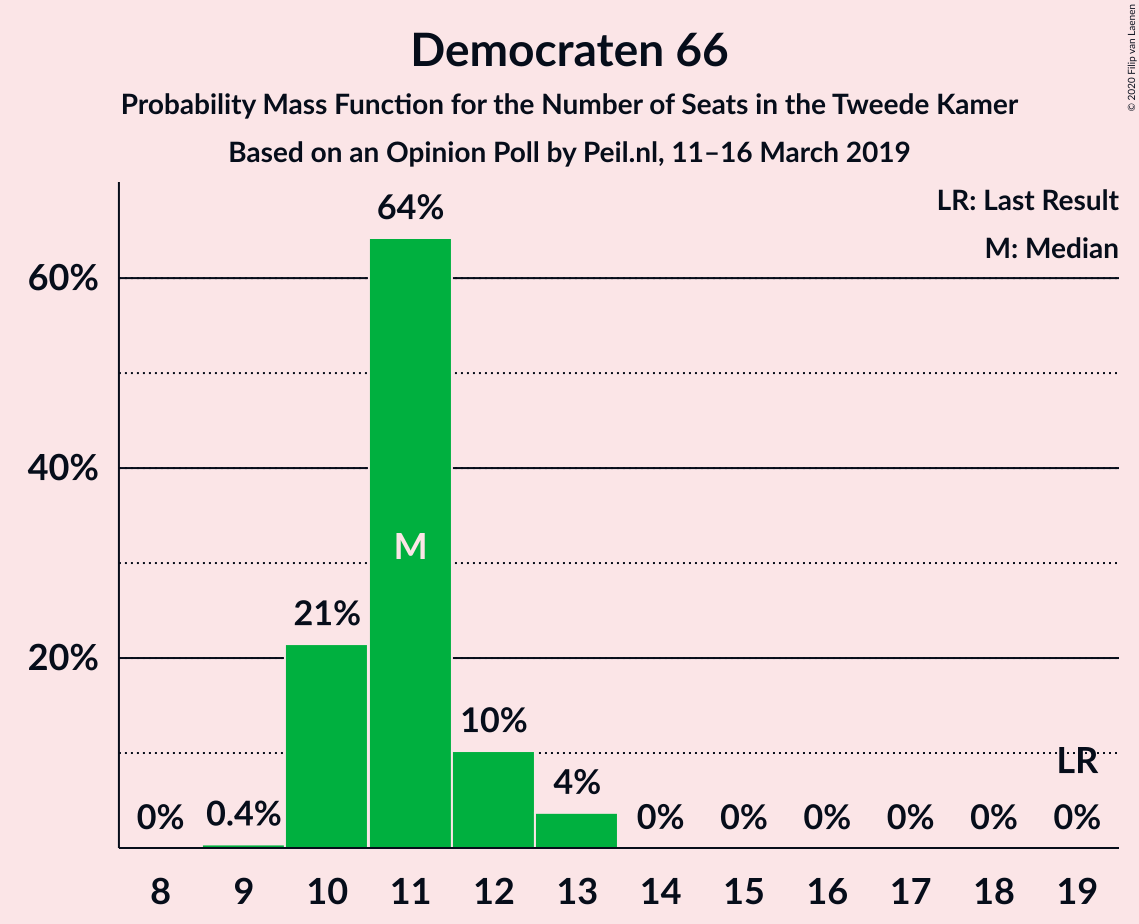 Democraten 66
Probability Mass Function for the Number of Seats in the Tweede Kamer
Based on an Opinion Poll by Peil.nl, 11–16 March 2019
© 2020 Filip van Laenen
LR: Last Result
M: Median
60%
40%
20%
0%
0.4%
21%
64%
M
10%
4%
0%
0%
0%
0%
0%
LR
0%
8 9 10 11 12 13 14 15 16 17 18 19